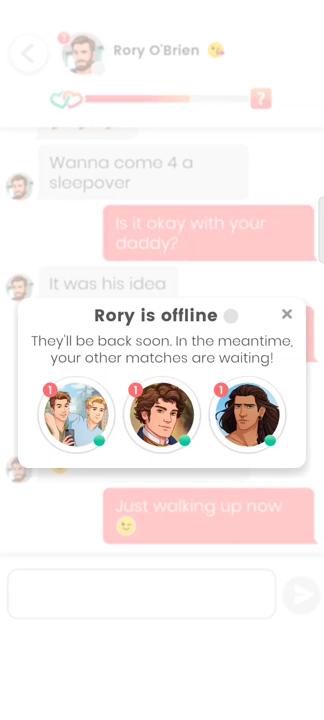 Rory O'Brien
?
Wanna come 4 a
sleepover
Is it okay with your
daddy?
It was his idea
Rory is offline
They'll be back soon. In the meantime,
your other matches are waiting!
1
1
1
Just walking up now